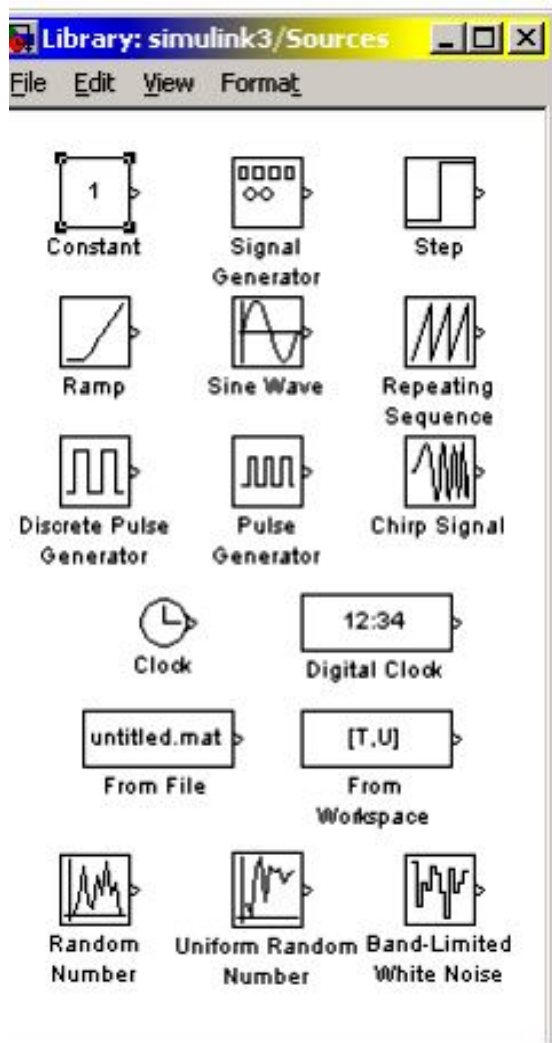 Library: simulink3/Sources
File Edit View Format
1
Constant
Signal
Generator
Step
Ramp
Sine Wave
Repeating
Sequence
Discrete Pulse
Generator
Pulse
Generator
Chirp Signal
Clock
12:34
Digital Clock
untitled.mat
From File
[T,U]
From
Workspace
Random
Number
Uniform Random
Number
Band-Limited
White Noise